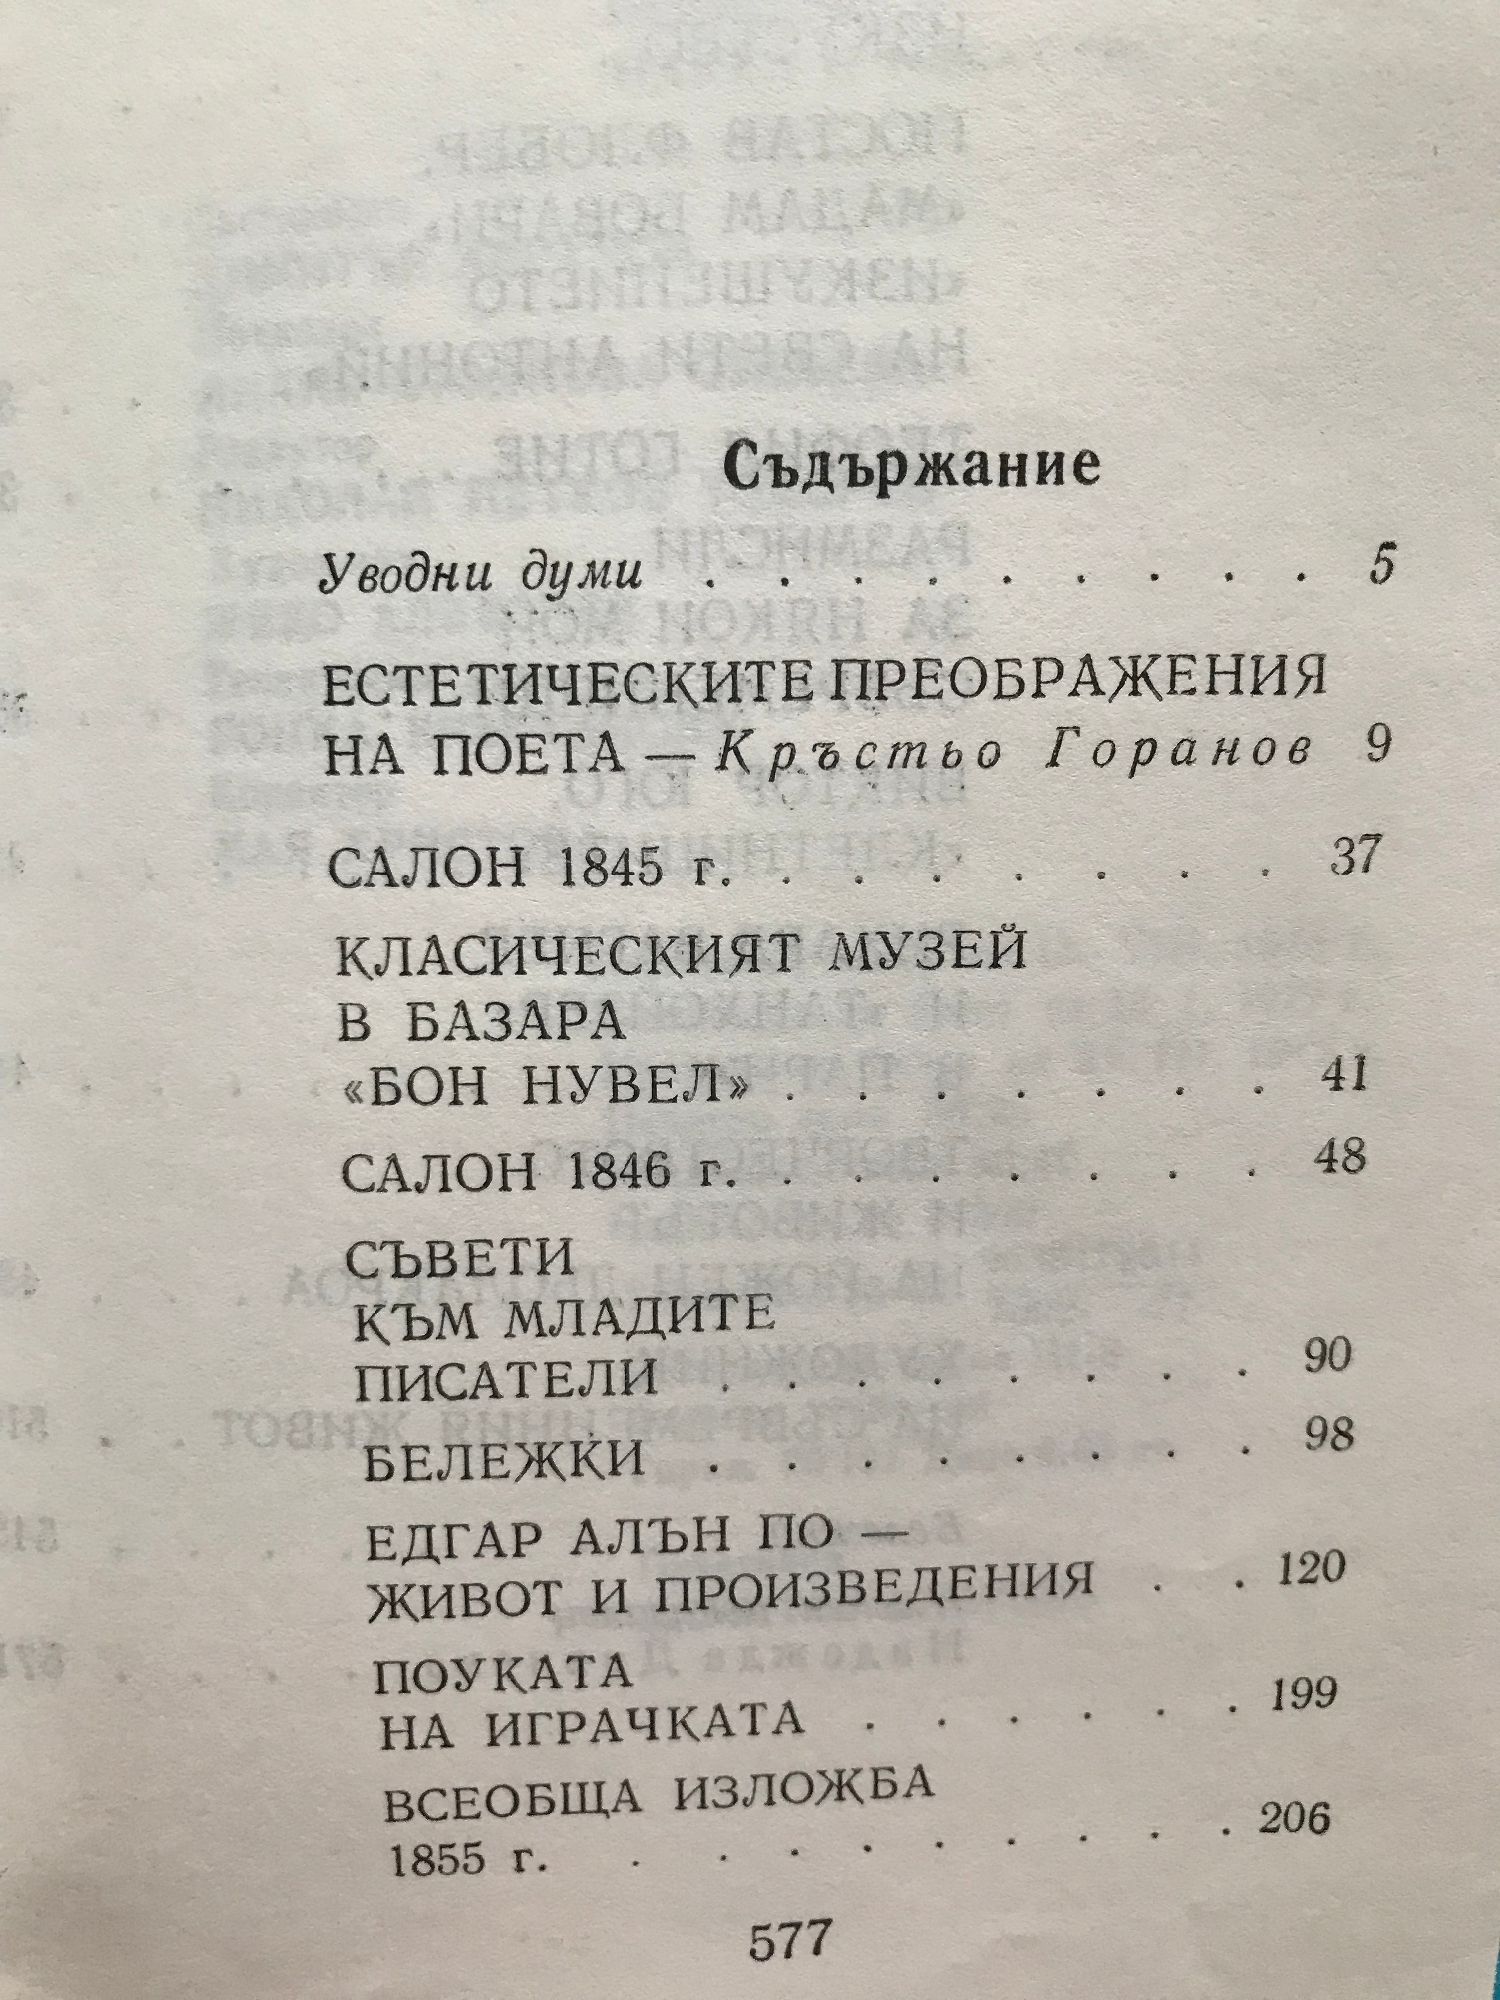 Съдържание
Уводни думи . . . . . . . . . 5
ЕСТЕТИЧЕСКИТЕ ПРЕОБРАЖЕНИЯ
НА ПОЕТА — Кръстьо Горанов 9
САЛОН 1845 г. . . . . . . . 37
КЛАСИЧЕСКИЯТ МУЗЕЙ
В БАЗАРА
«БОН НУВЕЛ» . . . . . . . 41
САЛОН 1846 г. . . . . . . . 48
СЪВЕТИ
КЪМ МЛАДИТЕ
ПИСАТЕЛИ . . . . . . . . 90
БЕЛЕЖКИ . . . . . . . . 98
ЕДГАР АЛЪН ПО —
ЖИВОТ И ПРОИЗВЕДЕНИЯ . . 120
ПОУКАТА
НА ИГРАЧКАТА . . . . . . 199
ВСЕОБЩА ИЗЛОЖБА
1855 г. . . . . . . . . 206
577